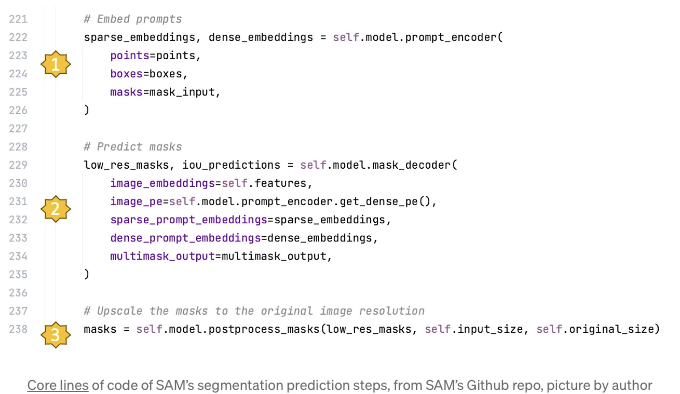 221 # Embed prompts
222 sparse_embeddings, dense_embeddings = self.model.prompt_encoder(
223 points=points,
1
224 boxes=boxes,
225 masks=mask_input,
226 )
227
228 # Predict masks
229 low_res_masks, iou_predictions = self.model.mask_decoder(
230 image_embeddings=self.features,
231 image_pe=self.model.prompt_encoder.get_dense_pe(),
2
232 sparse_prompt_embeddings=sparse_embeddings,
233 dense_prompt_embeddings=dense_embeddings,
234 multimask_output=multimask_output,
235 )
236
237 # Upscale the masks to the original image resolution
238 3 masks = self.model.postprocess_masks(low_res_masks, self.input_size, self.original_size)
Core lines of code of SAM’s segmentation prediction steps, from SAM’s Github repo, picture by author